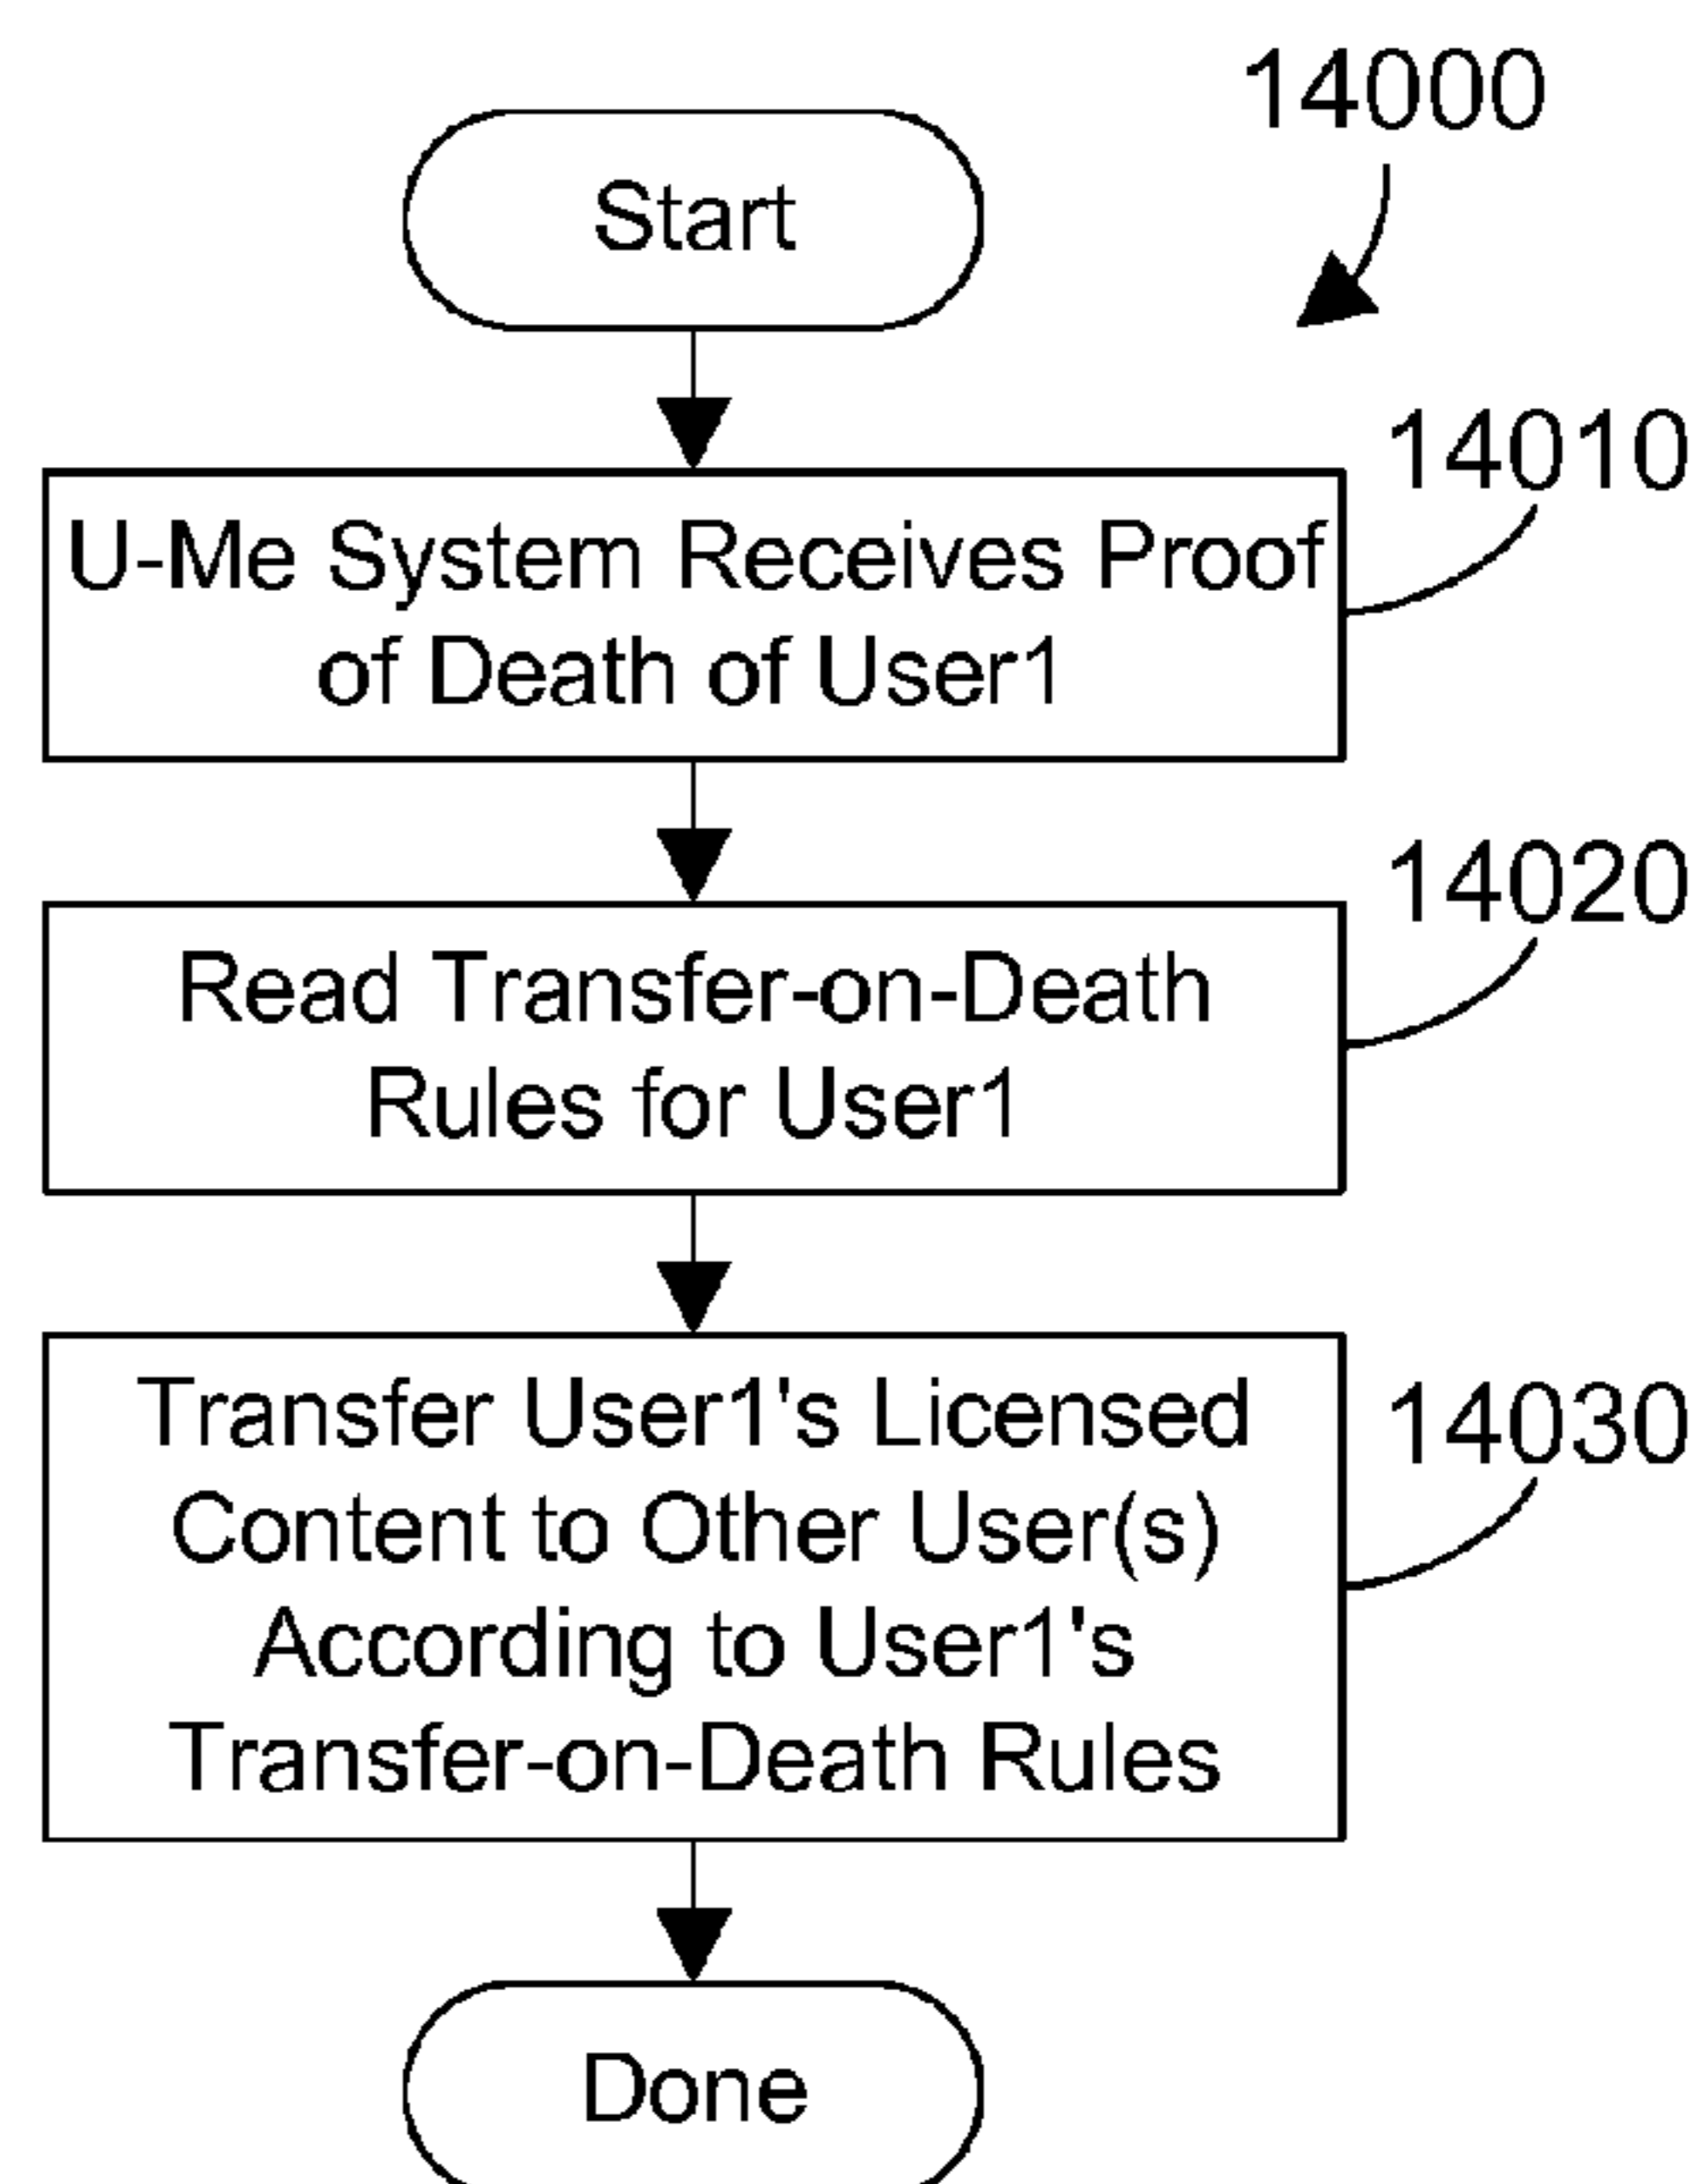 14000
Start
14010
U-Me System Receives Proof
of Death of User1
14020
Read Transfer-on-Death
Rules for User1
14030
Transfer User1's Licensed
Content to Other User(s)
According to User1's
Transfer-on-Death Rules
Done